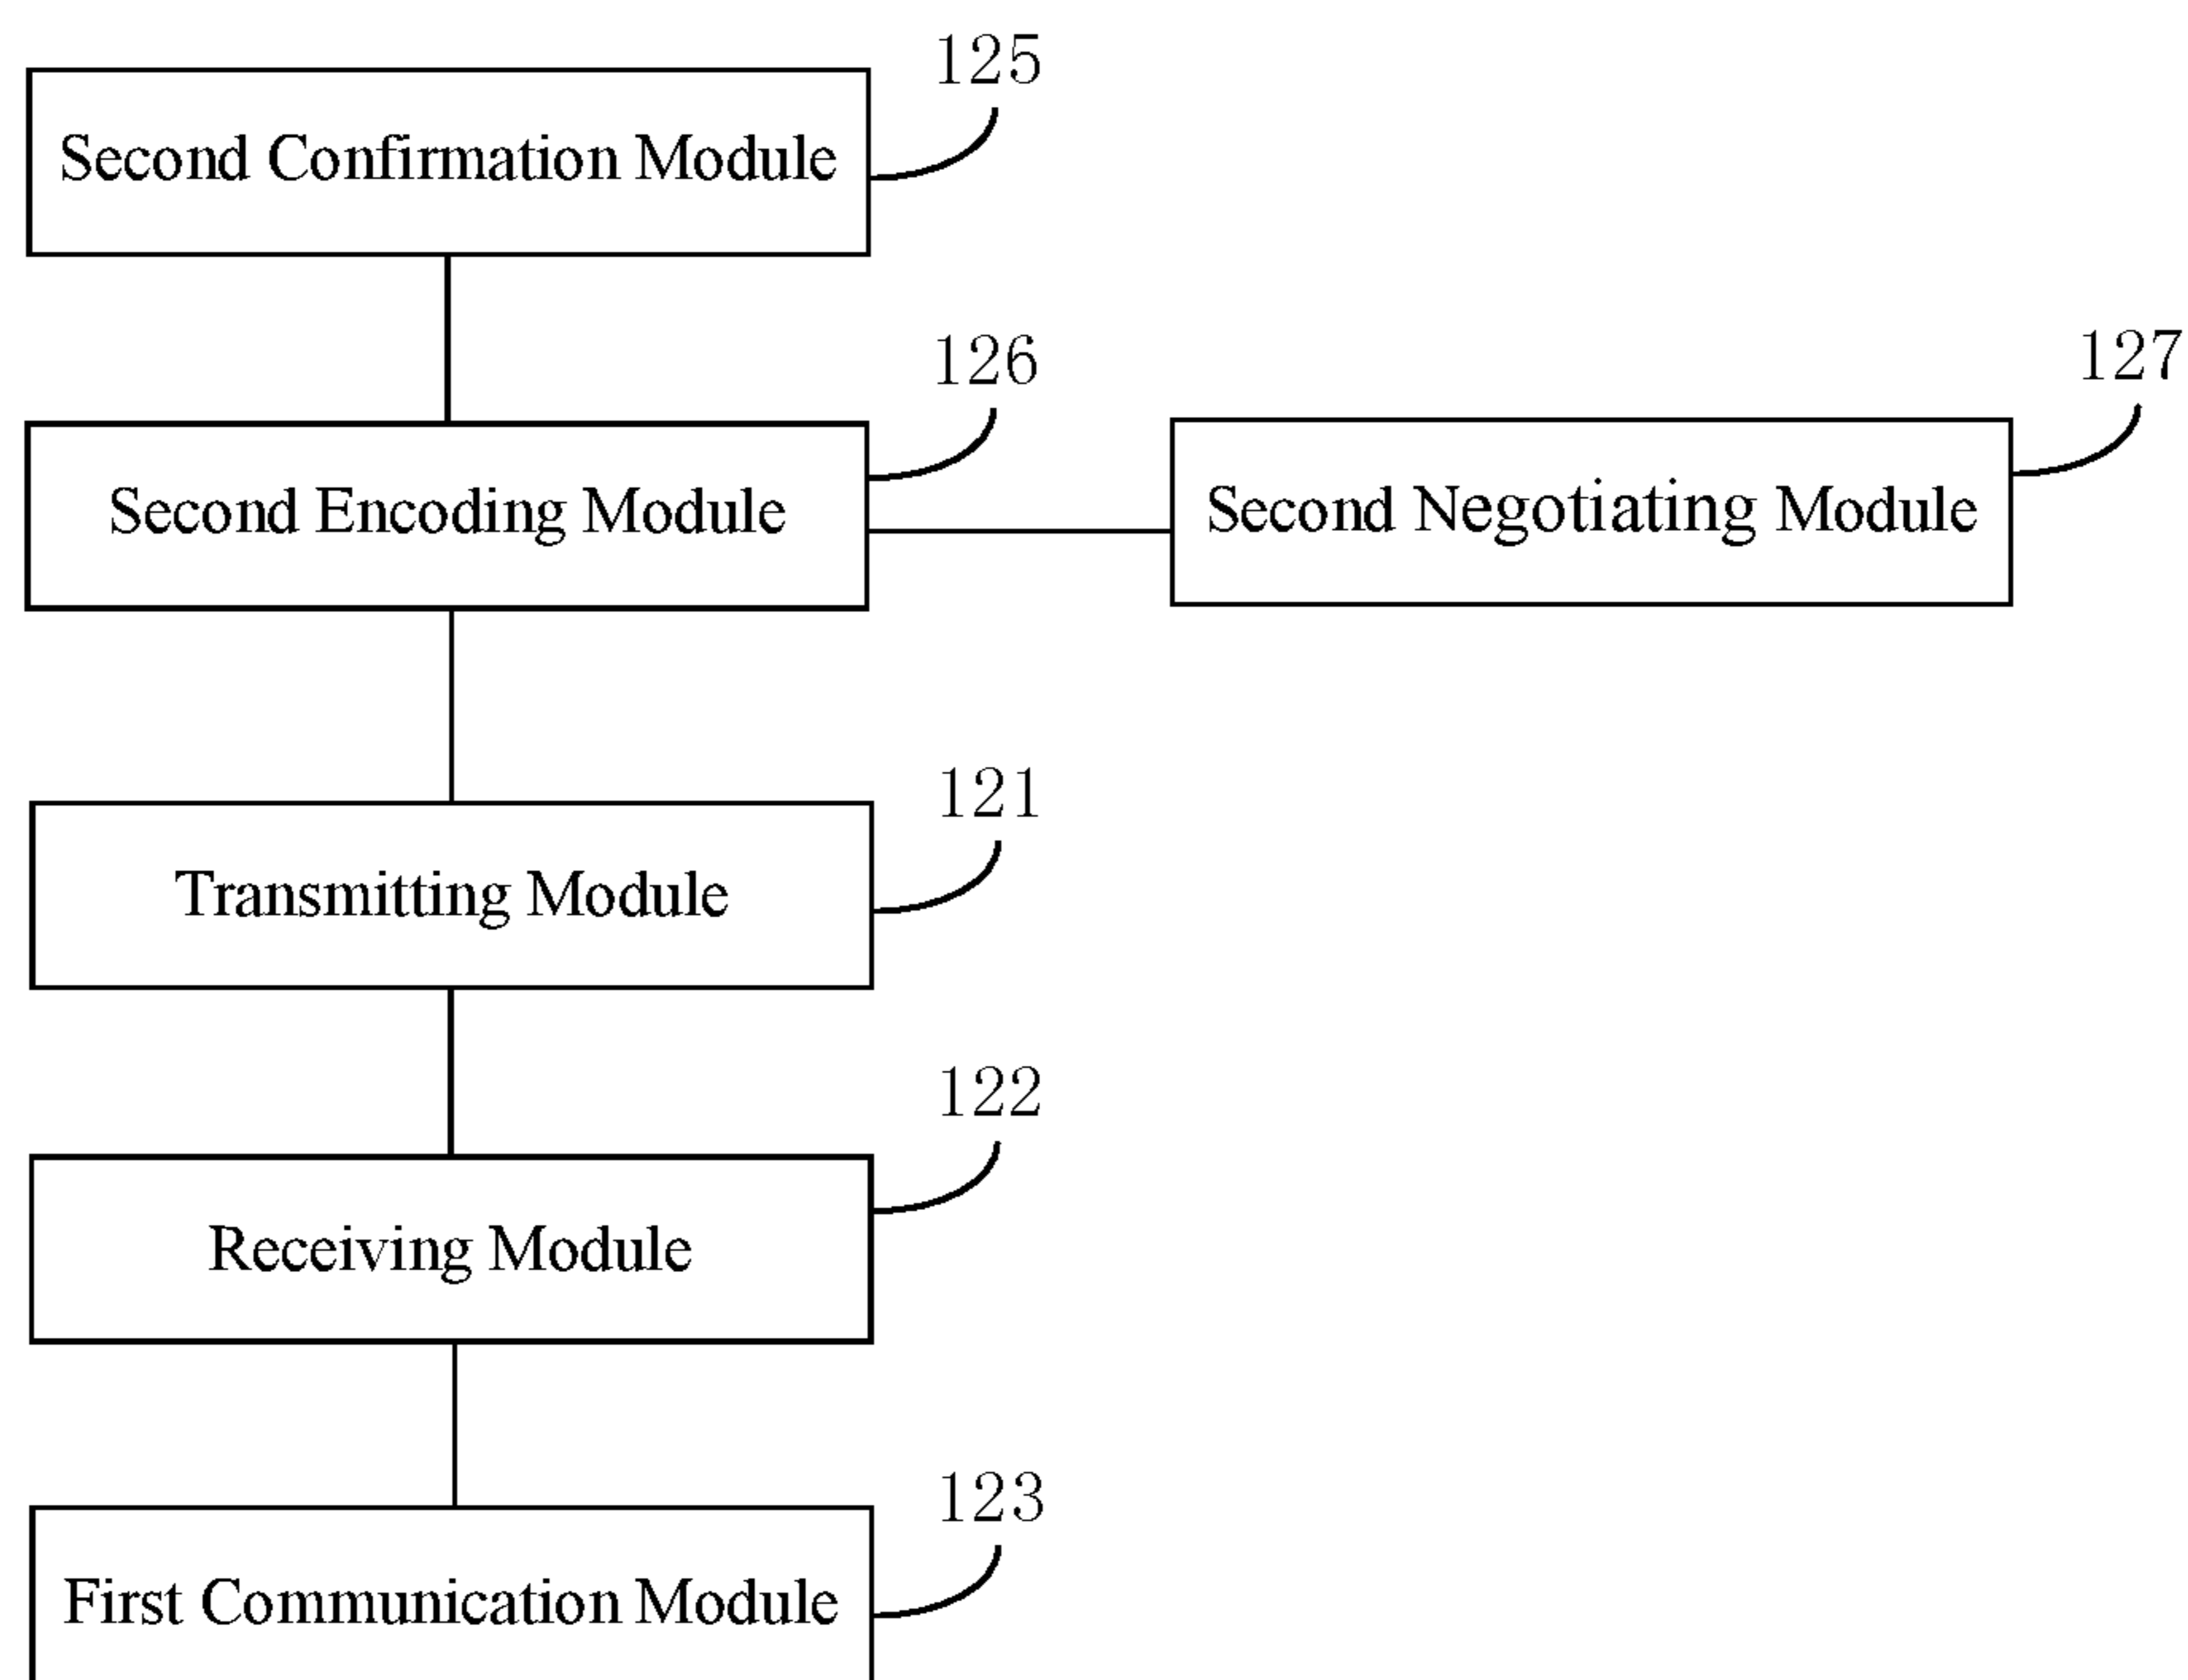 125
Second Confirmation Module
126
127
Second Encoding Module
Second Negotiating Module
121
Transmitting Module
122
Receiving Module
123
First Communication Module